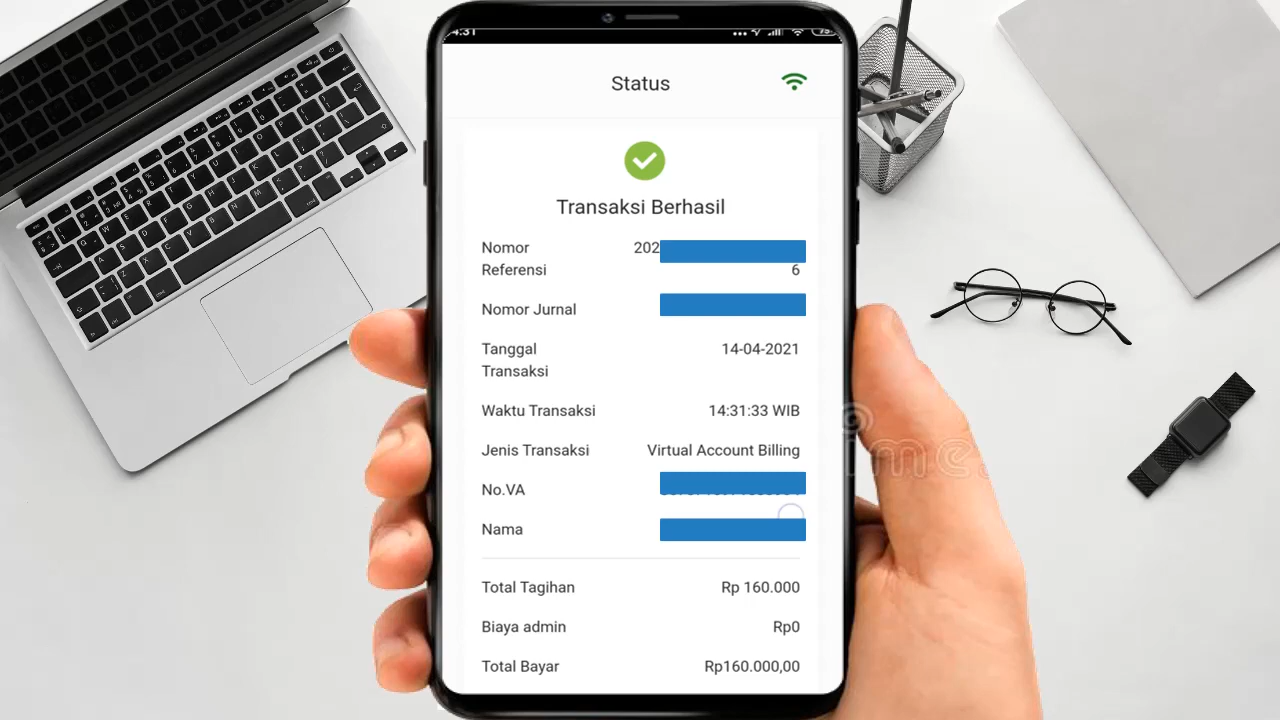 4:31
Status
Transaksi Berhasil
Nomor 202
Referensi 6
Nomor Jurnal
Tanggal 14-04-2021
Transaksi
Waktu Transaksi 14:31:33 WIB
Jenis Transaksi Virtual Account Billing
No.VA
Nama
Total Tagihan Rp 160.000
Biaya admin Rp0
Total Bayar Rp160.000,00